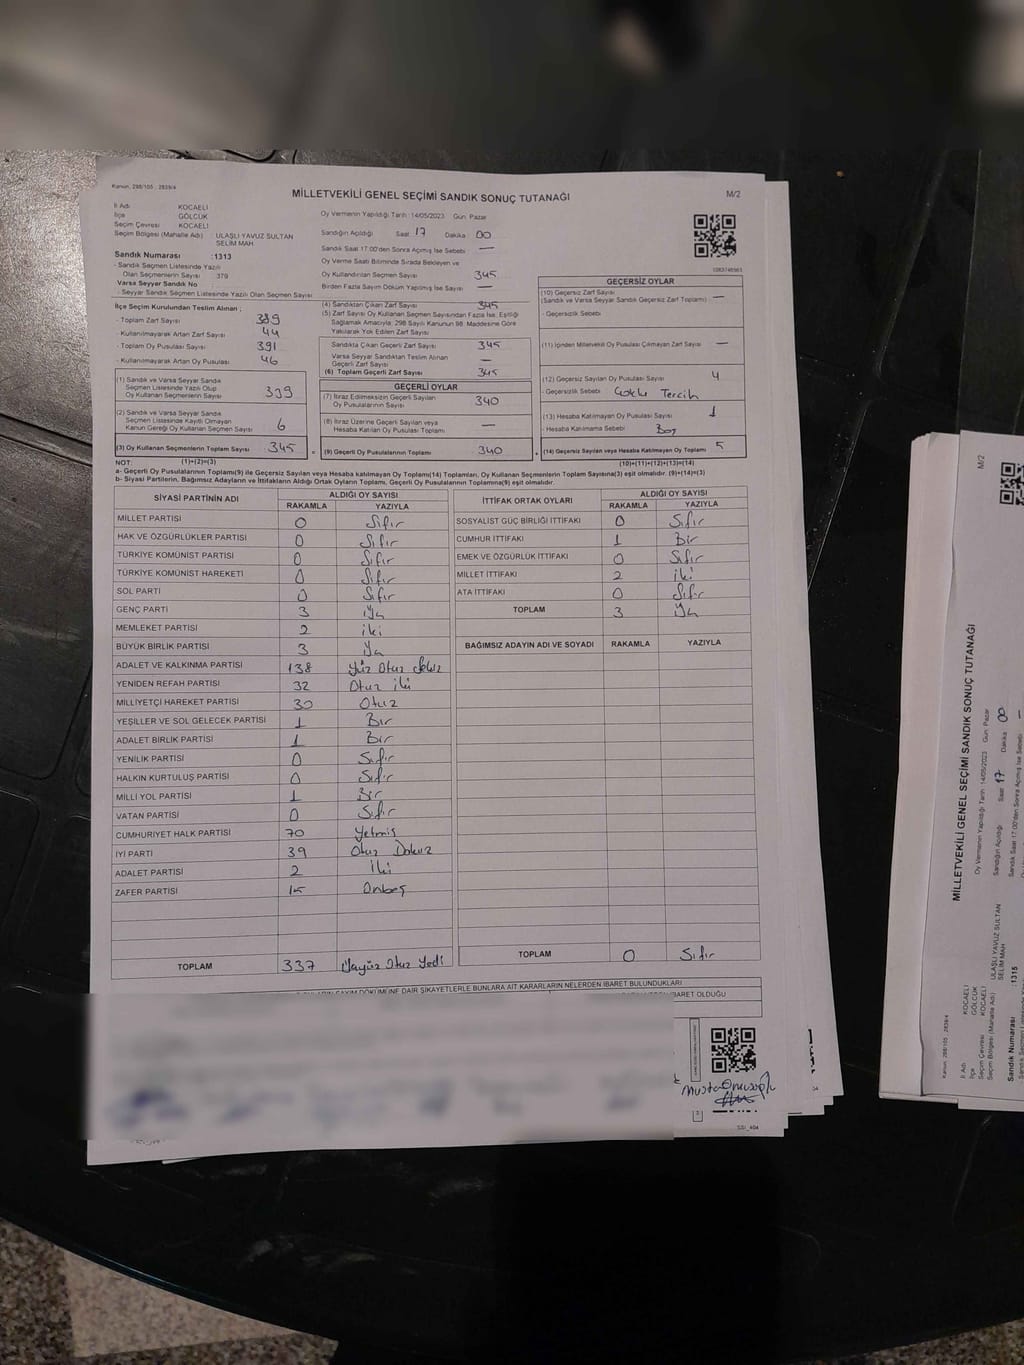 Kanun, 298/105 , 2839/4
MİLLETVEKİLİ GENEL SEÇİMİ SANDIK SONUÇ TUTANAĞI
M/2
İl Adı KOCAELİ
İlçe GÖLCÜK
Seçim Çevresi KOCAELİ
Seçim Bölgesi (Mahalle Adı) ULAŞLI YAVUZ SULTAN
SELİM MAH
Sandık Numarası :1313
- Sandık Seçmen Listesinde Yazılı
Olan Seçmenlerin Sayısı 379
Varsa Seyyar Sandık No
- Seyyar Sandık Seçmen Listesinde Yazılı Olan Seçmen Sayısı
Oy Vermenin Yapıldığı Tarih :14/05/2023 Gün: Pazar
Sandığın Açıldığı Saat 17 Dakika 00
Sandık Saat 17.00'den Sonra Açılmış İse Sebebi —
Oy Verme Saati Bitiminde Sırada Bekleyen ve
Oy Kullandırılan Seçmen Sayısı 345
Birden Fazla Sayım Döküm Yapılmış İse Sayısı —
İlçe Seçim Kurulundan Teslim Alınan ;
- Toplam Zarf Sayısı 389
- Kullanılmayarak Artan Zarf Sayısı 44
- Toplam Oy Pusulası Sayısı 391
- Kullanılmayarak Artan Oy Pusulası 46
(1) Sandık ve Varsa Seyyar Sandık
Seçmen Listesinde Yazılı Olup
Oy Kullanan Seçmenlerin Sayısı 339
(2) Sandık ve Varsa Seyyar Sandık
Seçmen Listesinde Kayıtlı Olmayan
Kanun Gereği Oy Kullanan Seçmen Sayısı 6
(3) Oy Kullanan Seçmenlerin Toplam Sayısı 345
(1)+(2)=(3)
(4) Sandıktan Çıkan Zarf Sayısı 345
(5) Zarf Sayısı Oy Kullanan Seçmen Sayısından Fazla İse, Eşitliği
Sağlamak Amacıyla; 298 Sayılı Kanunun 98. Maddesine Göre
Yakılarak Yok Edilen Zarf Sayısı
Sandıkta Çıkan Geçerli Zarf Sayısı 345
Varsa Seyyar Sandıktan Teslim Alınan
Geçerli Zarf Sayısı —
(6) Toplam Geçerli Zarf Sayısı 345
GEÇERLİ OYLAR
(7) İtiraz Edilmeksizin Geçerli Sayılan
Oy Pusulalarının Sayısı 340
(8) İtiraz Üzerine Geçerli Sayılan veya
Hesaba Katılan Oy Pusulası Toplamı —
= (9) Geçerli Oy Pusulalarının Toplamı 340
GEÇERSİZ OYLAR
(10) Geçersiz Zarf Sayısı
(Sandık ve Varsa Seyyar Sandık Geçersiz Zarf Toplamı) —
- Geçersizlik Sebebi
(11) İçinden Milletvekili Oy Pusulası Çıkmayan Zarf Sayısı —
(12) Geçersiz Sayılan Oy Pusulası Sayısı 4
- Geçersizlik Sebebi Çoklu Tercih
(13) Hesaba Katılmayan Oy Pusulası Sayısı 1
- Hesaba Katılmama Sebebi Boş
+ (14) Geçersiz Sayılan veya Hesaba Katılmayan Oy Toplamı 5
(10)+(11)+(12)+(13)=(14)
NOT:
a- Geçerli Oy Pusulalarının Toplamı(9) ile Geçersiz Sayılan veya Hesaba katılmayan Oy Toplamı(14) Toplamları, Oy Kullanan Seçmenlerin Toplam Sayısına(3) eşit olmalıdır. (9)+(14)=(3)
b- Siyasi Partilerin, Bağımsız Adayların ve İttifakların Aldığı Ortak Oyların Toplamı, Geçerli Oy Pusulalarının Toplamına(9) eşit olmalıdır.
SİYASİ PARTİNİN ADI ALDIĞI OY SAYISI
RAKAMLA YAZIYLA
MİLLET PARTİSİ 0 Sıfır
HAK VE ÖZGÜRLÜKLER PARTİSİ 0 Sıfır
TÜRKİYE KOMÜNİST PARTİSİ 0 Sıfır
TÜRKİYE KOMÜNİST HAREKETİ 0 Sıfır
SOL PARTİ 0 Sıfır
GENÇ PARTİ 3 Üç
MEMLEKET PARTİSİ 2 iki
BÜYÜK BİRLİK PARTİSİ 3 Üç
ADALET VE KALKINMA PARTİSİ 138 Yüz Otuz Sekiz
YENİDEN REFAH PARTİSİ 32 Otuz iki
MİLLİYETÇİ HAREKET PARTİSİ 30 Otuz
YEŞİLLER VE SOL GELECEK PARTİSİ 1 Bir
ADALET BİRLİK PARTİSİ 1 Bir
YENİLİK PARTİSİ 0 Sıfır
HALKIN KURTULUŞ PARTİSİ 0 Sıfır
MİLLİ YOL PARTİSİ 1 Bir
VATAN PARTİSİ 0 Sıfır
CUMHURİYET HALK PARTİSİ 70 Yetmiş
İYİ PARTİ 39 Otuz Dokuz
ADALET PARTİSİ 2 İki
ZAFER PARTİSİ 15 Onbeş
TOPLAM 337 Üçyüz Otuz Yedi
İTTİFAK ORTAK OYLARI ALDIĞI OY SAYISI
RAKAMLA YAZIYLA
SOSYALİST GÜÇ BİRLİĞİ İTTİFAKI 0 Sıfır
CUMHUR İTTİFAKI 1 Bir
EMEK VE ÖZGÜRLÜK İTTİFAKI 0 Sıfır
MİLLET İTTİFAKI 2 iki
ATA İTTİFAKI 0 Sıfır
TOPLAM 3 Üç
BAĞIMSIZ ADAYIN ADI VE SOYADI RAKAMLA YAZIYLA
TOPLAM 0 Sıfır
SAYIM DÖKÜMÜNE DAİR ŞİKAYETLERLE BUNLARA AİT KARARLARIN NELERDEN İBARET BULUNDUKLARI
İBARET OLDUĞU
M/2
MİLLETVEKİLİ GENEL SEÇİMİ SANDIK SONUÇ TUTANAĞI
Oy Vermenin Yapıldığı Tarih :14/05/2023 Gün: Pazar
Sandığın Açıldığı Saat 17 Dakika 00
Sandık Saat 17.00'den Sonra Açılmış İse Sebebi —
Kanun, 298/105 , 2839/4
İl Adı KOCAELİ
İlçe GÖLCÜK
Seçim Çevresi KOCAELİ
Seçim Bölgesi (Mahalle Adı) ULAŞLI YAVUZ SULTAN
SELİM MAH
Sandık Numarası :1315